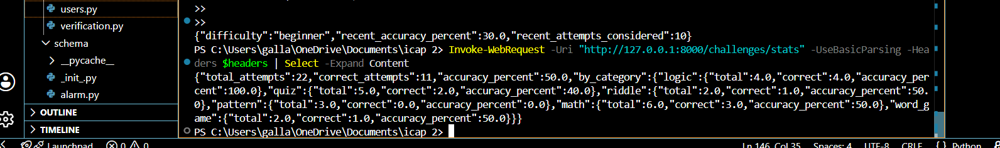 users.py
verification.py
schema
__pycache__
_init_.py
alarm.py
OUTLINE
TIMELINE
>>
>>
{"difficulty":"beginner","recent_accuracy_percent":30.0,"recent_attempts_considered":10}
PS C:\Users\galla\OneDrive\Documents\icap 2> Invoke-WebRequest -Uri "http://127.0.0.1:8000/challenges/stats" -UseBasicParsing -Hea
ders $headers | Select -Expand Content
{"total_attempts":22,"correct_attempts":11,"accuracy_percent":50.0,"by_category":{"logic":{"total":4.0,"correct":4.0,"accuracy_per
cent":100.0},"quiz":{"total":5.0,"correct":2.0,"accuracy_percent":40.0},"riddle":{"total":2.0,"correct":1.0,"accuracy_percent":50.
0},"pattern":{"total":3.0,"correct":0.0,"accuracy_percent":0.0},"math":{"total":6.0,"correct":3.0,"accuracy_percent":50.0},"word_g
ame":{"total":2.0,"correct":1.0,"accuracy_percent":50.0}}}
PS C:\Users\galla\OneDrive\Documents\icap 2>
Launchpad 0 0 Ln 146, Col 35 Spaces: 4 UTF-8 CRLF {} Python